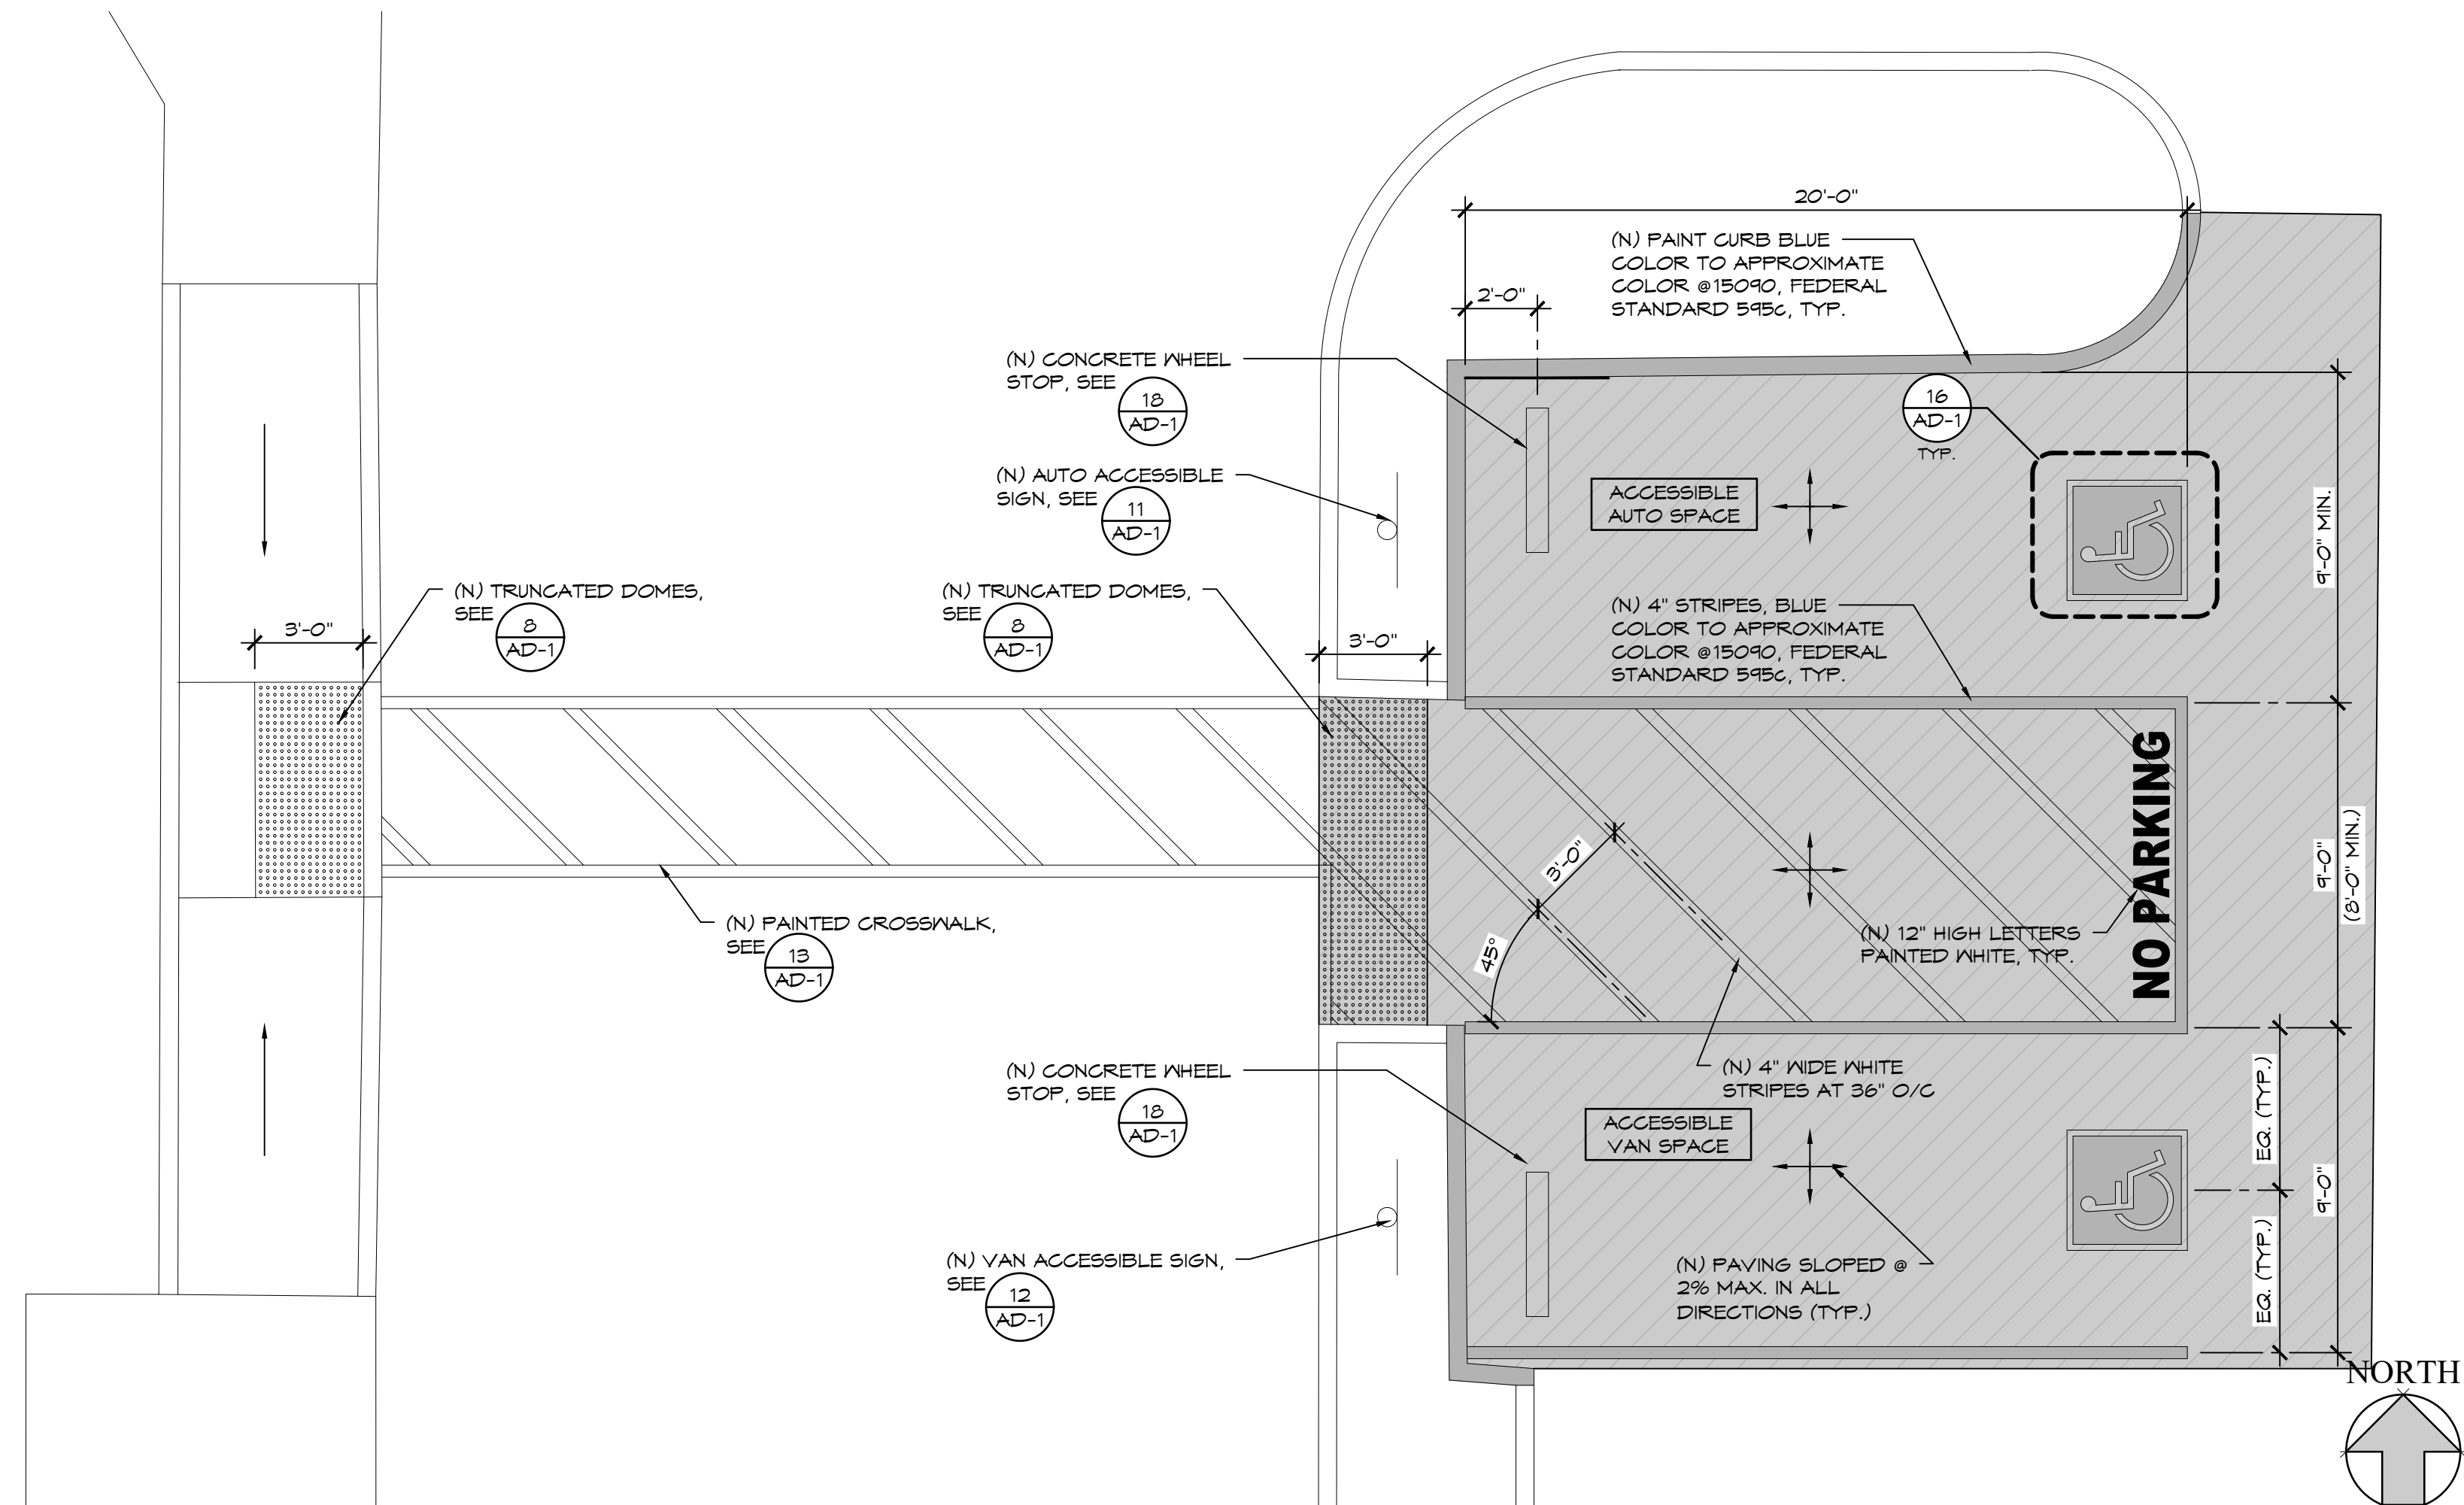 20'-0"
(N) PAINT CURB BLUE
COLOR TO APPROXIMATE
COLOR @15090, FEDERAL
STANDARD 595c, TYP.
2'-0"
(N) CONCRETE WHEEL
STOP, SEE
18
AD-1
16
AD-1
TYP.
(N) AUTO ACCESSIBLE
SIGN, SEE
11
AD-1
ACCESSIBLE
AUTO SPACE
9'-0" MIN.
(N) TRUNCATED DOMES,
SEE
8
AD-1
3'-0"
(N) TRUNCATED DOMES,
SEE
8
AD-1
3'-0"
(N) 4" STRIPES, BLUE
COLOR TO APPROXIMATE
COLOR @15090, FEDERAL
STANDARD 595c, TYP.
NO PARKING
3'-0"
45°
9'-0"
(8'-0" MIN.)
(N) PAINTED CROSSWALK,
SEE
13
AD-1
(N) 12" HIGH LETTERS
PAINTED WHITE, TYP.
(N) CONCRETE WHEEL
STOP, SEE
18
AD-1
(N) 4" WIDE WHITE
STRIPES AT 36" O/C
ACCESSIBLE
VAN SPACE
EQ. (TYP.)
9'-0"
EQ. (TYP.)
(N) VAN ACCESSIBLE SIGN,
SEE
12
AD-1
(N) PAVING SLOPED @
2% MAX. IN ALL
DIRECTIONS (TYP.)
NORTH